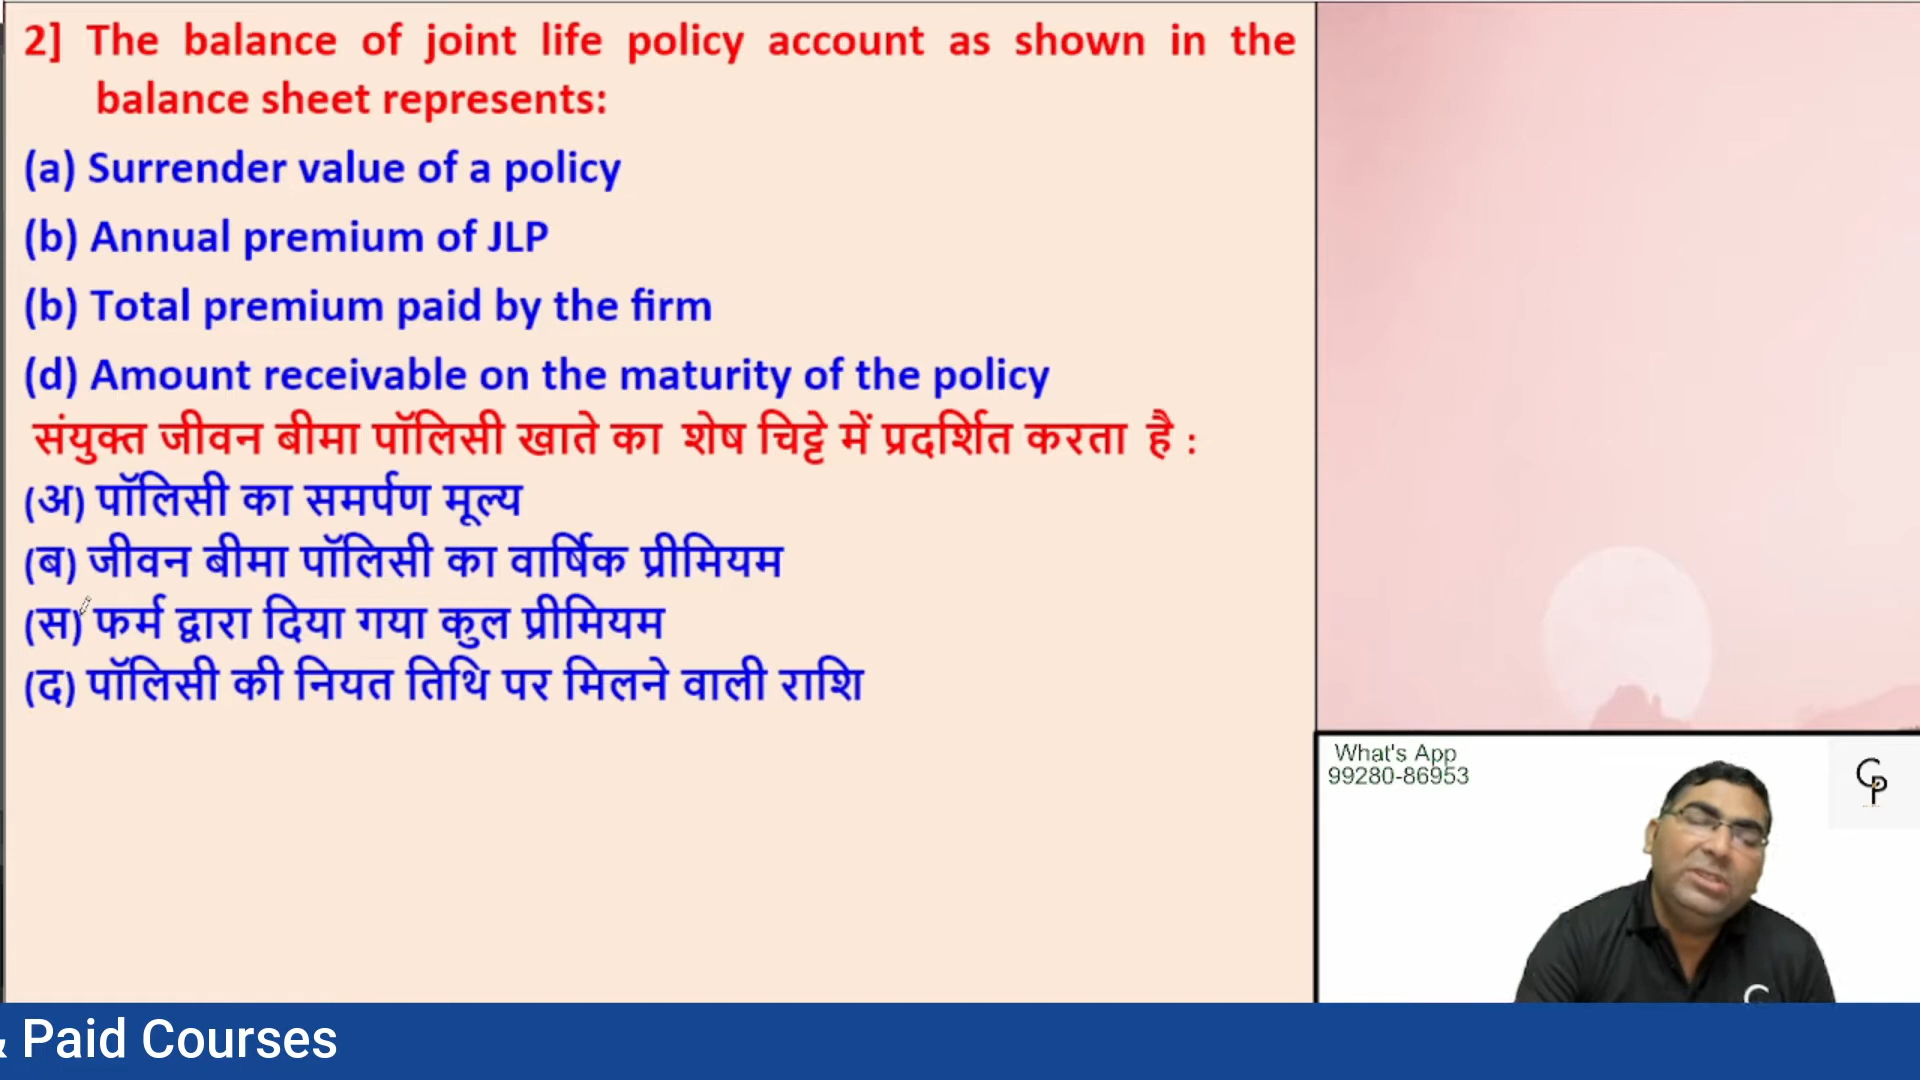 2] The balance of joint life policy account as shown in the
balance sheet represents:
(a) Surrender value of a policy
(b) Annual premium of JLP
(b) Total premium paid by the firm
(d) Amount receivable on the maturity of the policy
संयुक्त जीवन बीमा पॉलिसी खाते का शेष चिट्टे में प्रदर्शित करता है :
(अ) पॉलिसी का समर्पण मूल्य
(ब) जीवन बीमा पॉलिसी का वार्षिक प्रीमियम
(स) फर्म द्वारा दिया गया कुल प्रीमियम
(द) पॉलिसी की नियत तिथि पर मिलने वाली राशि
What's App
99280-86953
CP
& Paid Courses